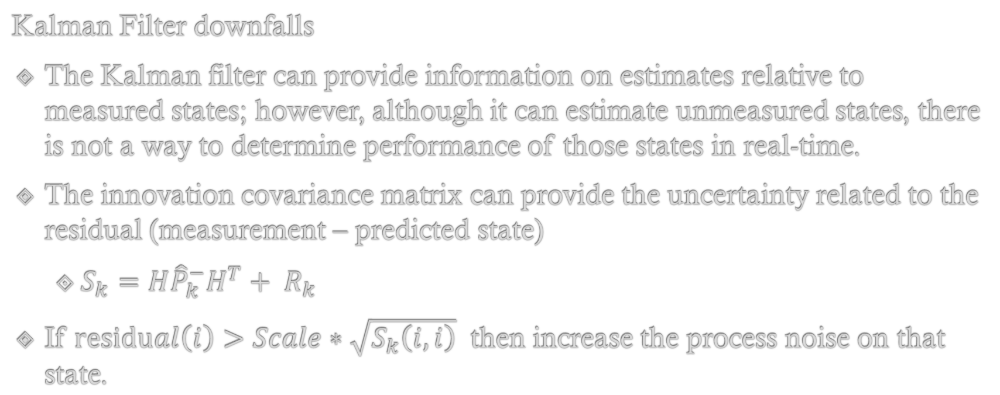 Kalman Filter downfalls
◈ The Kalman filter can provide information on estimates relative to
measured states; however, although it can estimate unmeasured states, there
is not a way to determine performance of those states in real-time.
◈ The innovation covariance matrix can provide the uncertainty related to the
residual (measurement – predicted state)
◈ $S_k = H\hat{P}_k^- H^T + R_k$
◈ If residual(i) > Scale * $\sqrt{S_k(i,i)}$ then increase the process noise on that
state.